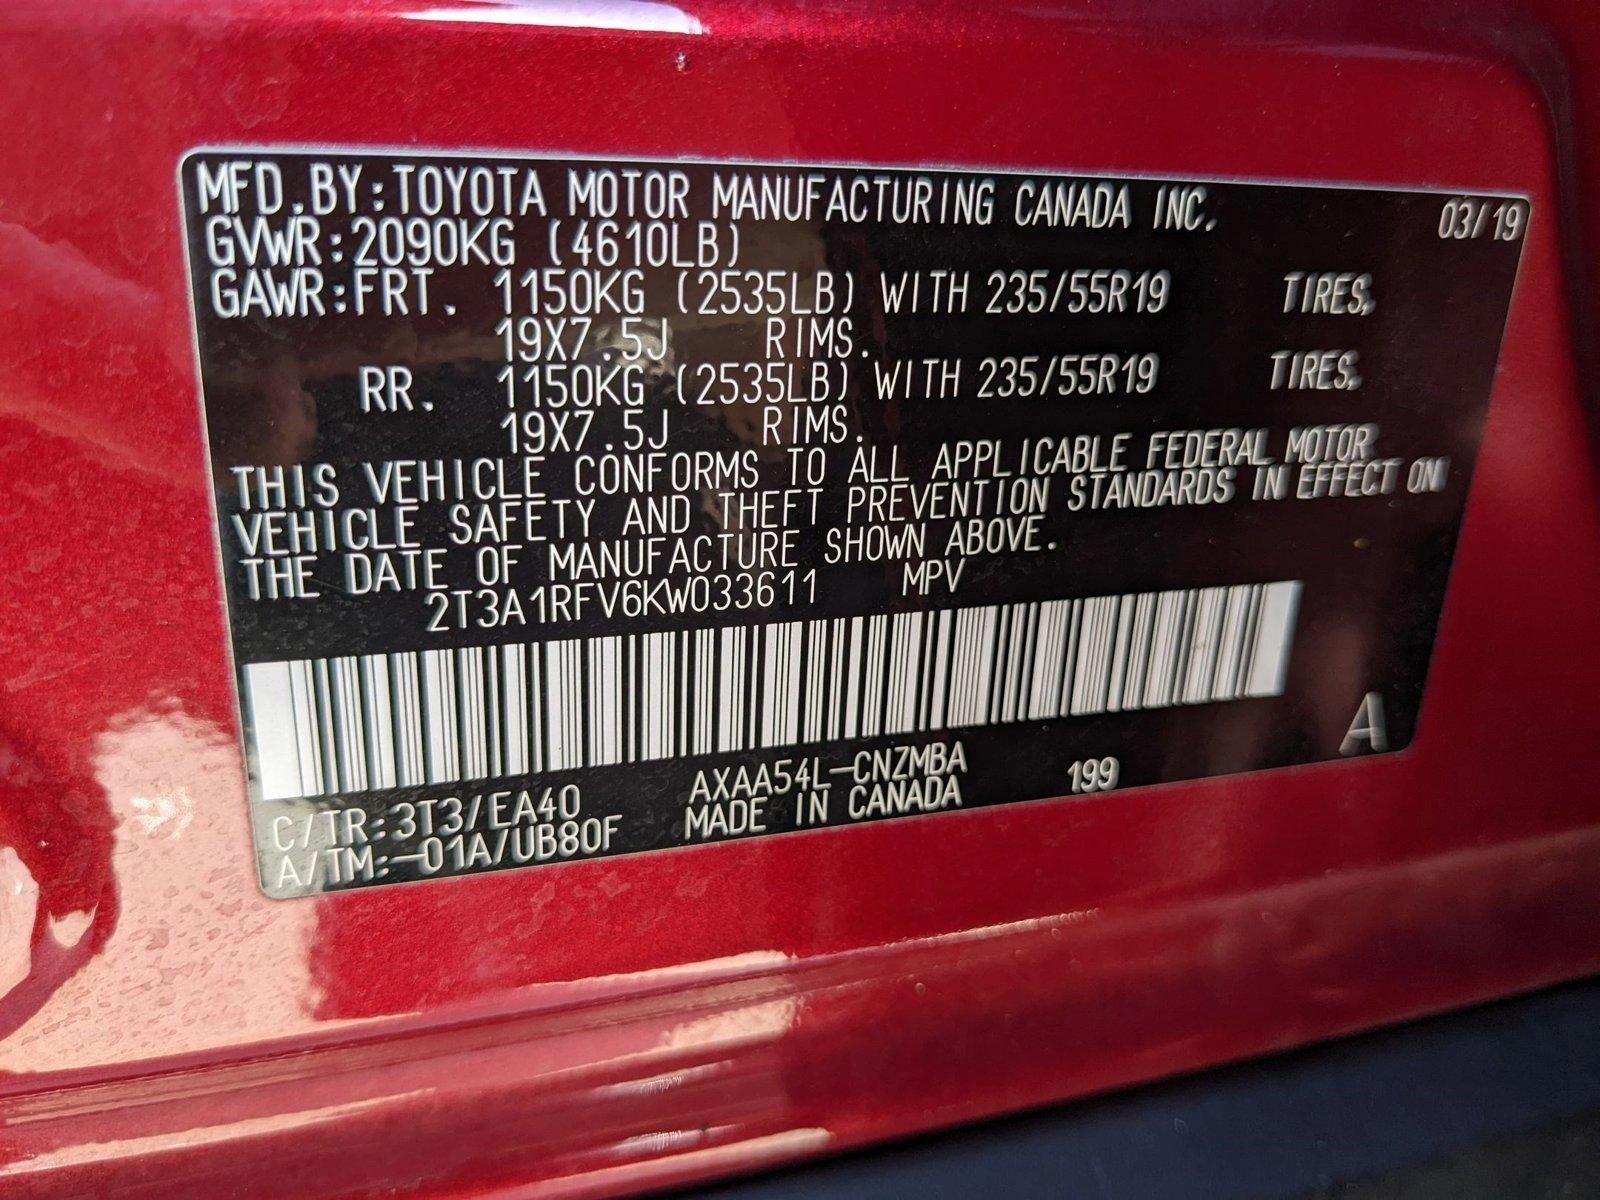 MFD.BY:TOYOTA MOTOR MANUFACTURING CANADA INC. 03/19
GVWR:2090KG (4610LB)
GAWR:FRT. 1150KG (2535LB) WITH 235/55R19 TIRES,
19X7.5J RIMS.
RR. 1150KG (2535LB) WITH 235/55R19 TIRES,
19X7.5J RIMS.
THIS VEHICLE CONFORMS TO ALL APPLICABLE FEDERAL MOTOR
VEHICLE SAFETY AND THEFT PREVENTION STANDARDS IN EFFECT ON
THE DATE OF MANUFACTURE SHOWN ABOVE.
2T3A1RFV6KW033611 MPV
A
C/TR:3T3/EA40 AXAA54L-CNZMBA 199
A/TM:-01A/UB80F MADE IN CANADA